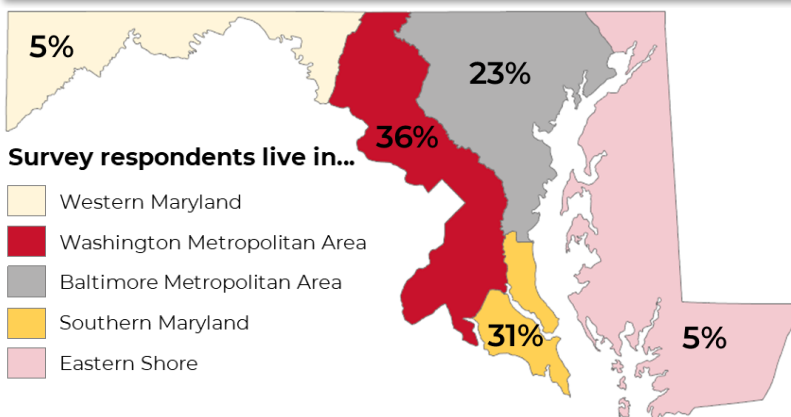 5%
23%
36%
Survey respondents live in...
Western Maryland
Washington Metropolitan Area
Baltimore Metropolitan Area
Southern Maryland
31%
5%
Eastern Shore